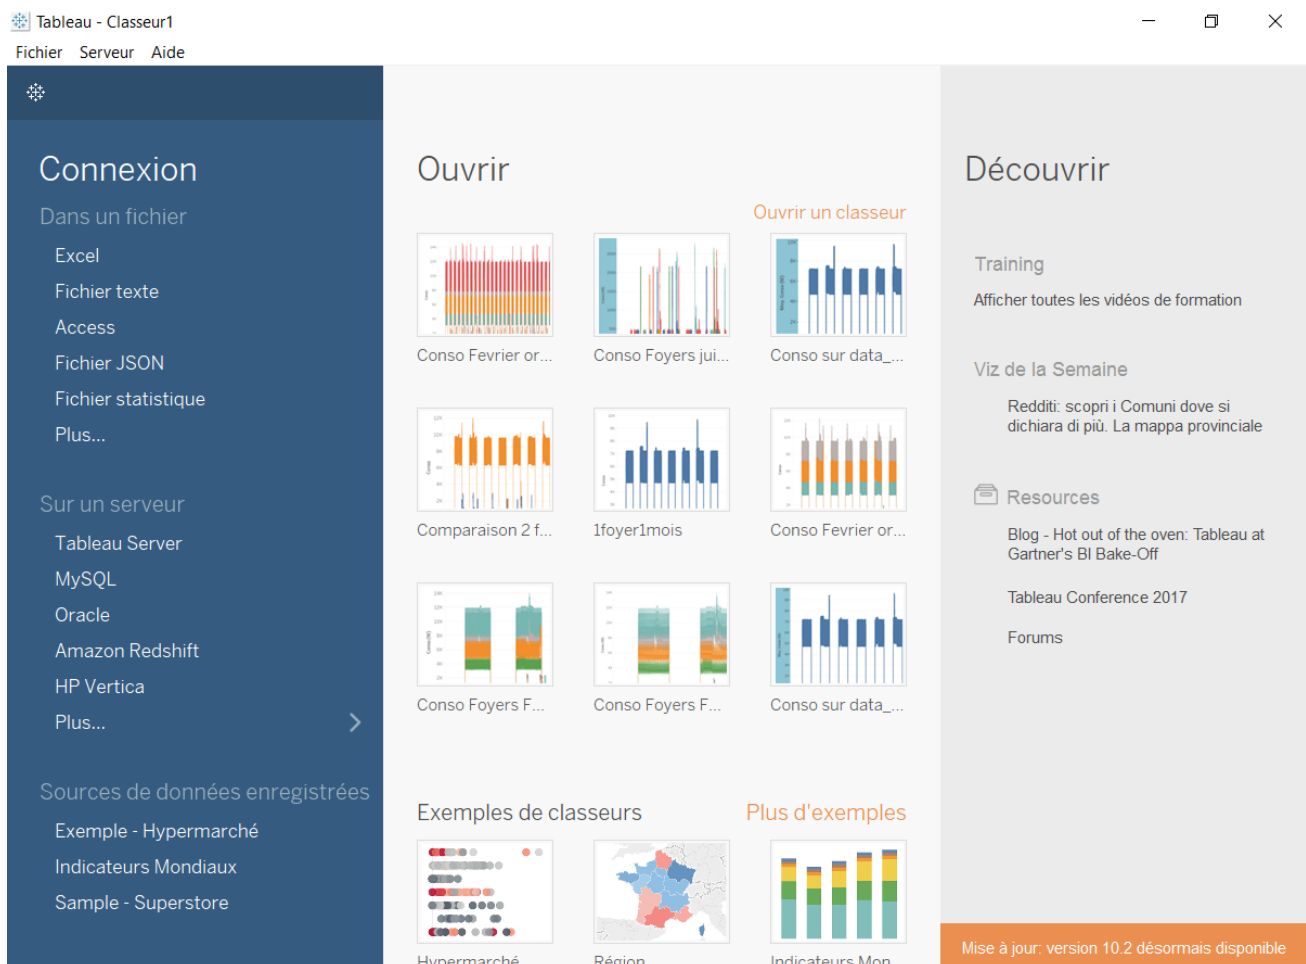 Tableau - Classeur1
Fichier Serveur Aide
Connexion
Dans un fichier
Excel
Fichier texte
Access
Fichier JSON
Fichier statistique
Plus...
Sur un serveur
Tableau Server
MySQL
Oracle
Amazon Redshift
HP Vertica
Plus...
Sources de données enregistrées
Exemple - Hypermarché
Indicateurs Mondiaux
Sample - Superstore
Ouvrir
Ouvrir un classeur
Conso Fevrier or...
Conso Foyers jui...
Conso sur data_...
Comparaison 2 f...
1foyer1mois
Conso Fevrier or...
Conso Foyers F...
Conso Foyers F...
Conso sur data_...
Exemples de classeurs
Plus d'exemples
Hypermarché
Région
Indicateurs Mon...
Découvrir
Training
Afficher toutes les vidéos de formation
Viz de la Semaine
Redditi: scopri i Comuni dove si
dichiara di più. La mappa provinciale
Resources
Blog - Hot out of the oven: Tableau at
Gartner's BI Bake-Off
Tableau Conference 2017
Forums
Mise à jour: version 10.2 désormais disponible